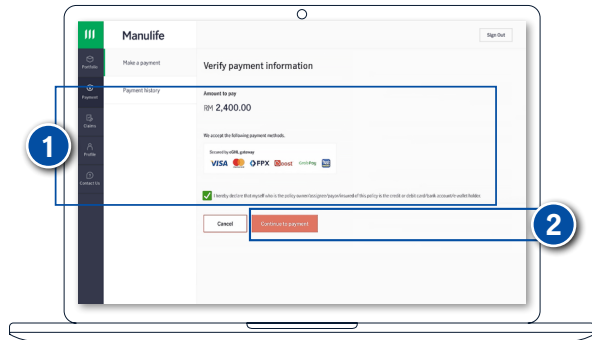 Manulife
Sign Out
Portfolio
Make a payment
Verify payment information
Payment
Payment history
Amount to pay
RM 2,400.00
Claims
1
We accept the following payment methods.
Profile
Secured by eGHL gateway
VISA FPX Boost
Contact Us
I hereby declare that myself who is the policy owner/assignee/payor/insured of this policy is the credit or debit card/bank account/e-wallet holder.
Cancel
Continue to payment
2